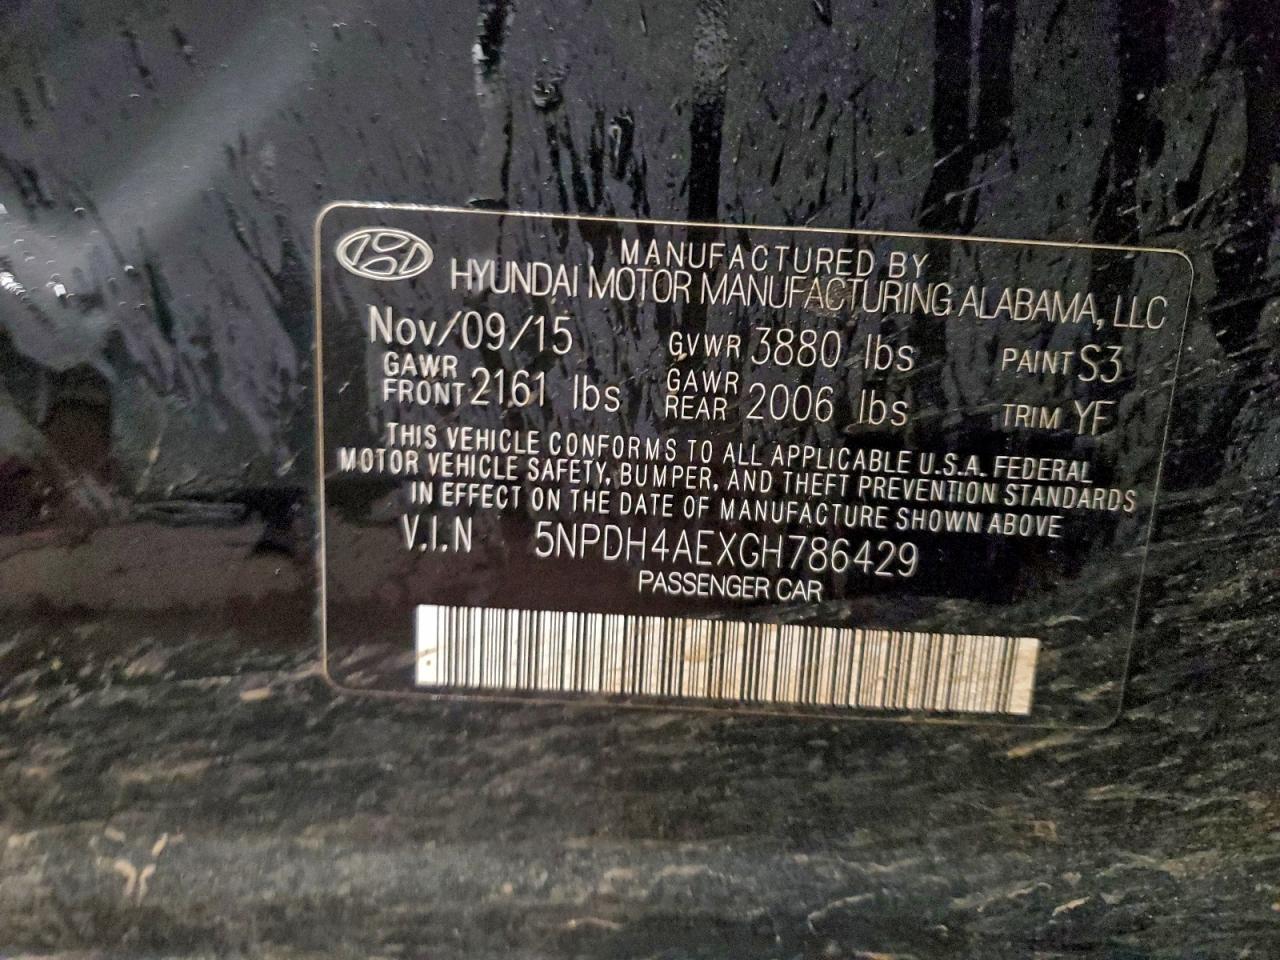 MANUFACTURED BY
HYUNDAI MOTOR MANUFACTURING ALABAMA, LLC
Nov/09/15 GVWR 3880 lbs PAINT S3
GAWR FRONT 2161 lbs GAWR REAR 2006 lbs TRIM YF
THIS VEHICLE CONFORMS TO ALL APPLICABLE U.S.A. FEDERAL
MOTOR VEHICLE SAFETY, BUMPER, AND THEFT PREVENTION STANDARDS
IN EFFECT ON THE DATE OF MANUFACTURE SHOWN ABOVE
V.I.N 5NPDH4AEXGH786429
PASSENGER CAR